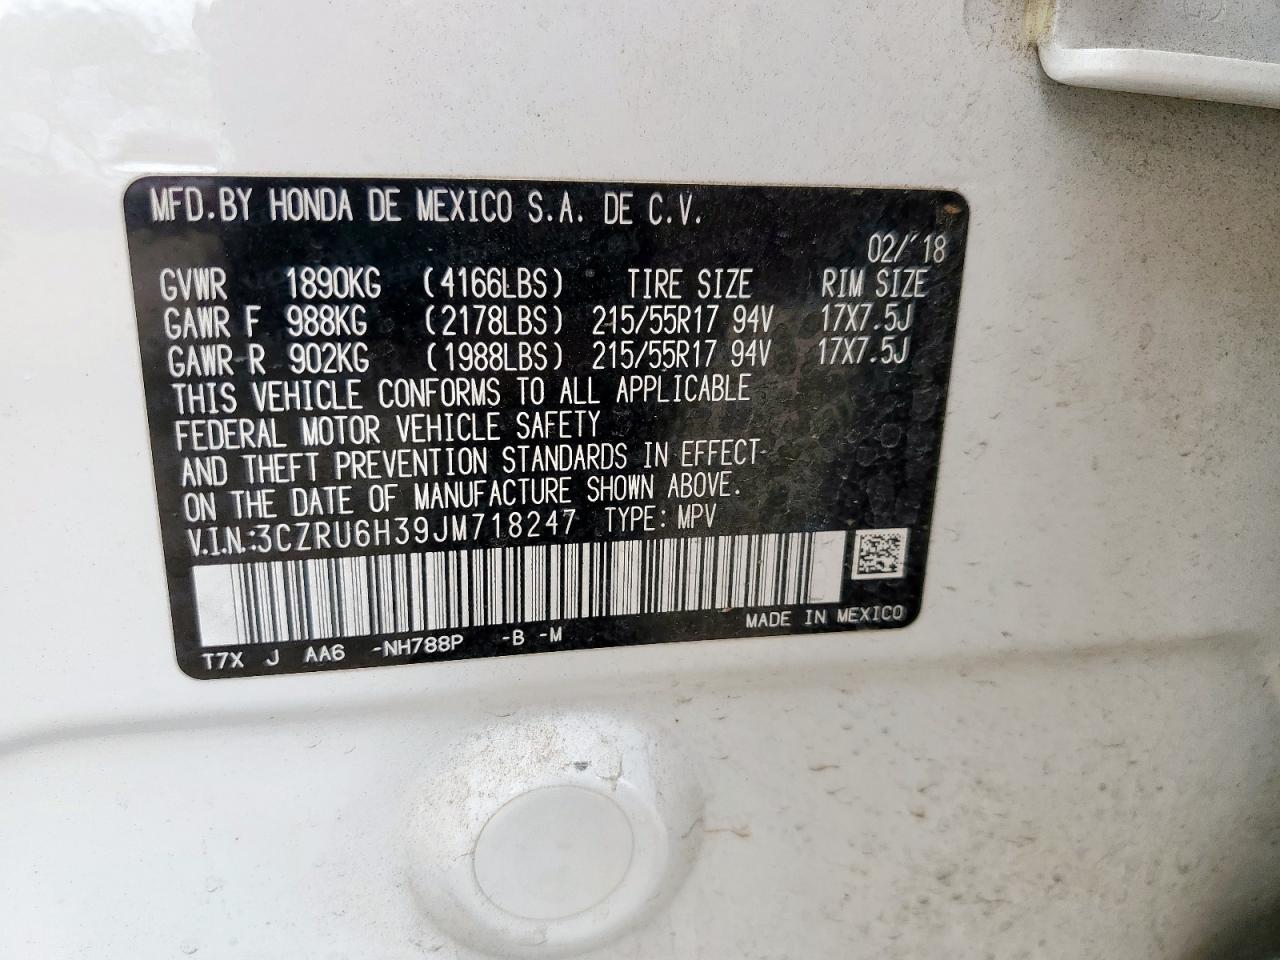 MFD.BY HONDA DE MEXICO S.A. DE C.V.
02/'18
GVWR 1890KG (4166LBS) TIRE SIZE RIM SIZE
GAWR F 988KG (2178LBS) 215/55R17 94V 17X7.5J
GAWR R 902KG (1988LBS) 215/55R17 94V 17X7.5J
THIS VEHICLE CONFORMS TO ALL APPLICABLE
FEDERAL MOTOR VEHICLE SAFETY
AND THEFT PREVENTION STANDARDS IN EFFECT
ON THE DATE OF MANUFACTURE SHOWN ABOVE.
V.I.N.:3CZRU6H39JM718247 TYPE: MPV
MADE IN MEXICO
T7X J AA6 -NH788P -B -M